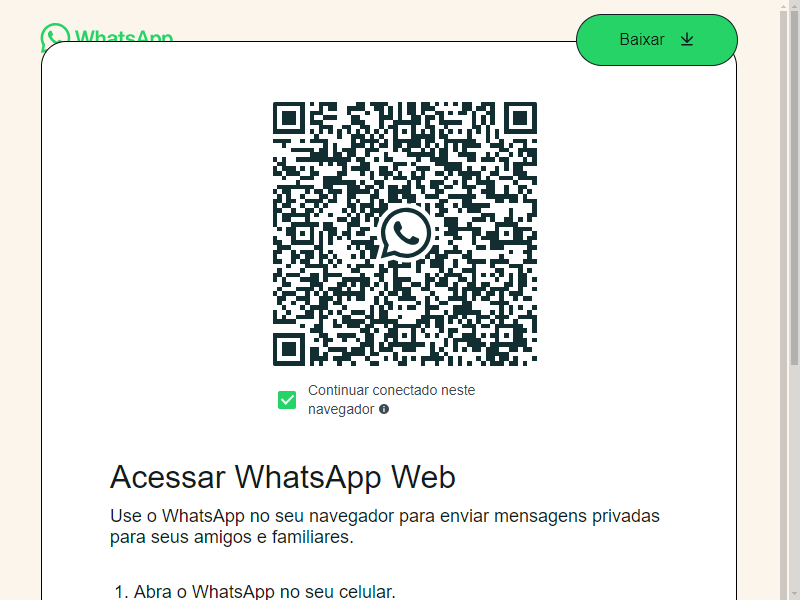 WhatsApp
Baixar
Continuar conectado neste
navegador
Acessar WhatsApp Web
Use o WhatsApp no seu navegador para enviar mensagens privadas
para seus amigos e familiares.
1. Abra o WhatsApp no seu celular.